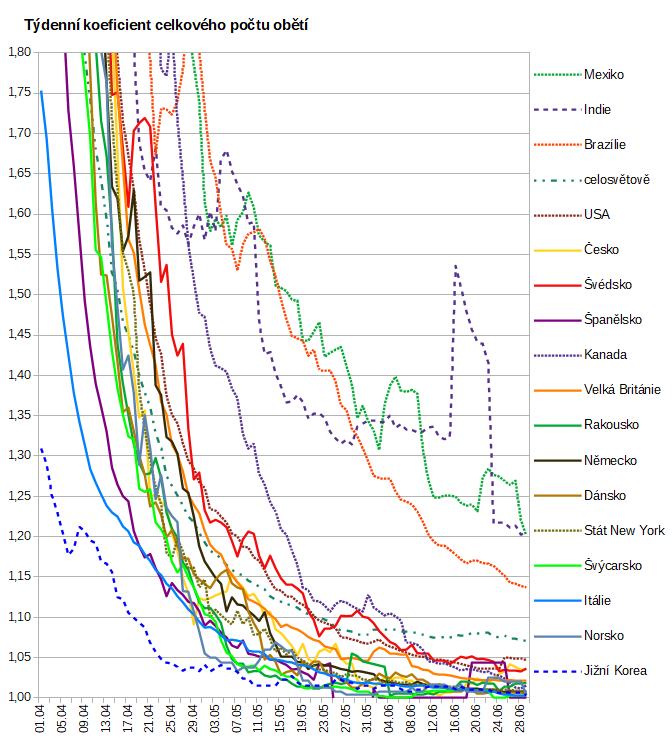 Týdenní koeficient celkového počtu obětí
1,80
1,75
1,70
1,65
1,60
1,55
1,50
1,45
1,40
1,35
1,30
1,25
1,20
1,15
1,10
1,05
1,00
01.04
05.04
09.04
13.04
17.04
21.04
25.04
29.04
03.05
07.05
11.05
15.05
19.05
23.05
27.05
31.05
04.06
08.06
12.06
16.06
20.06
24.06
28.06
Mexiko
Indie
Brazílie
celosvětově
USA
Česko
Švédsko
Španělsko
Kanada
Velká Británie
Rakousko
Německo
Dánsko
Stát New York
Švýcarsko
Itálie
Norsko
Jižní Korea